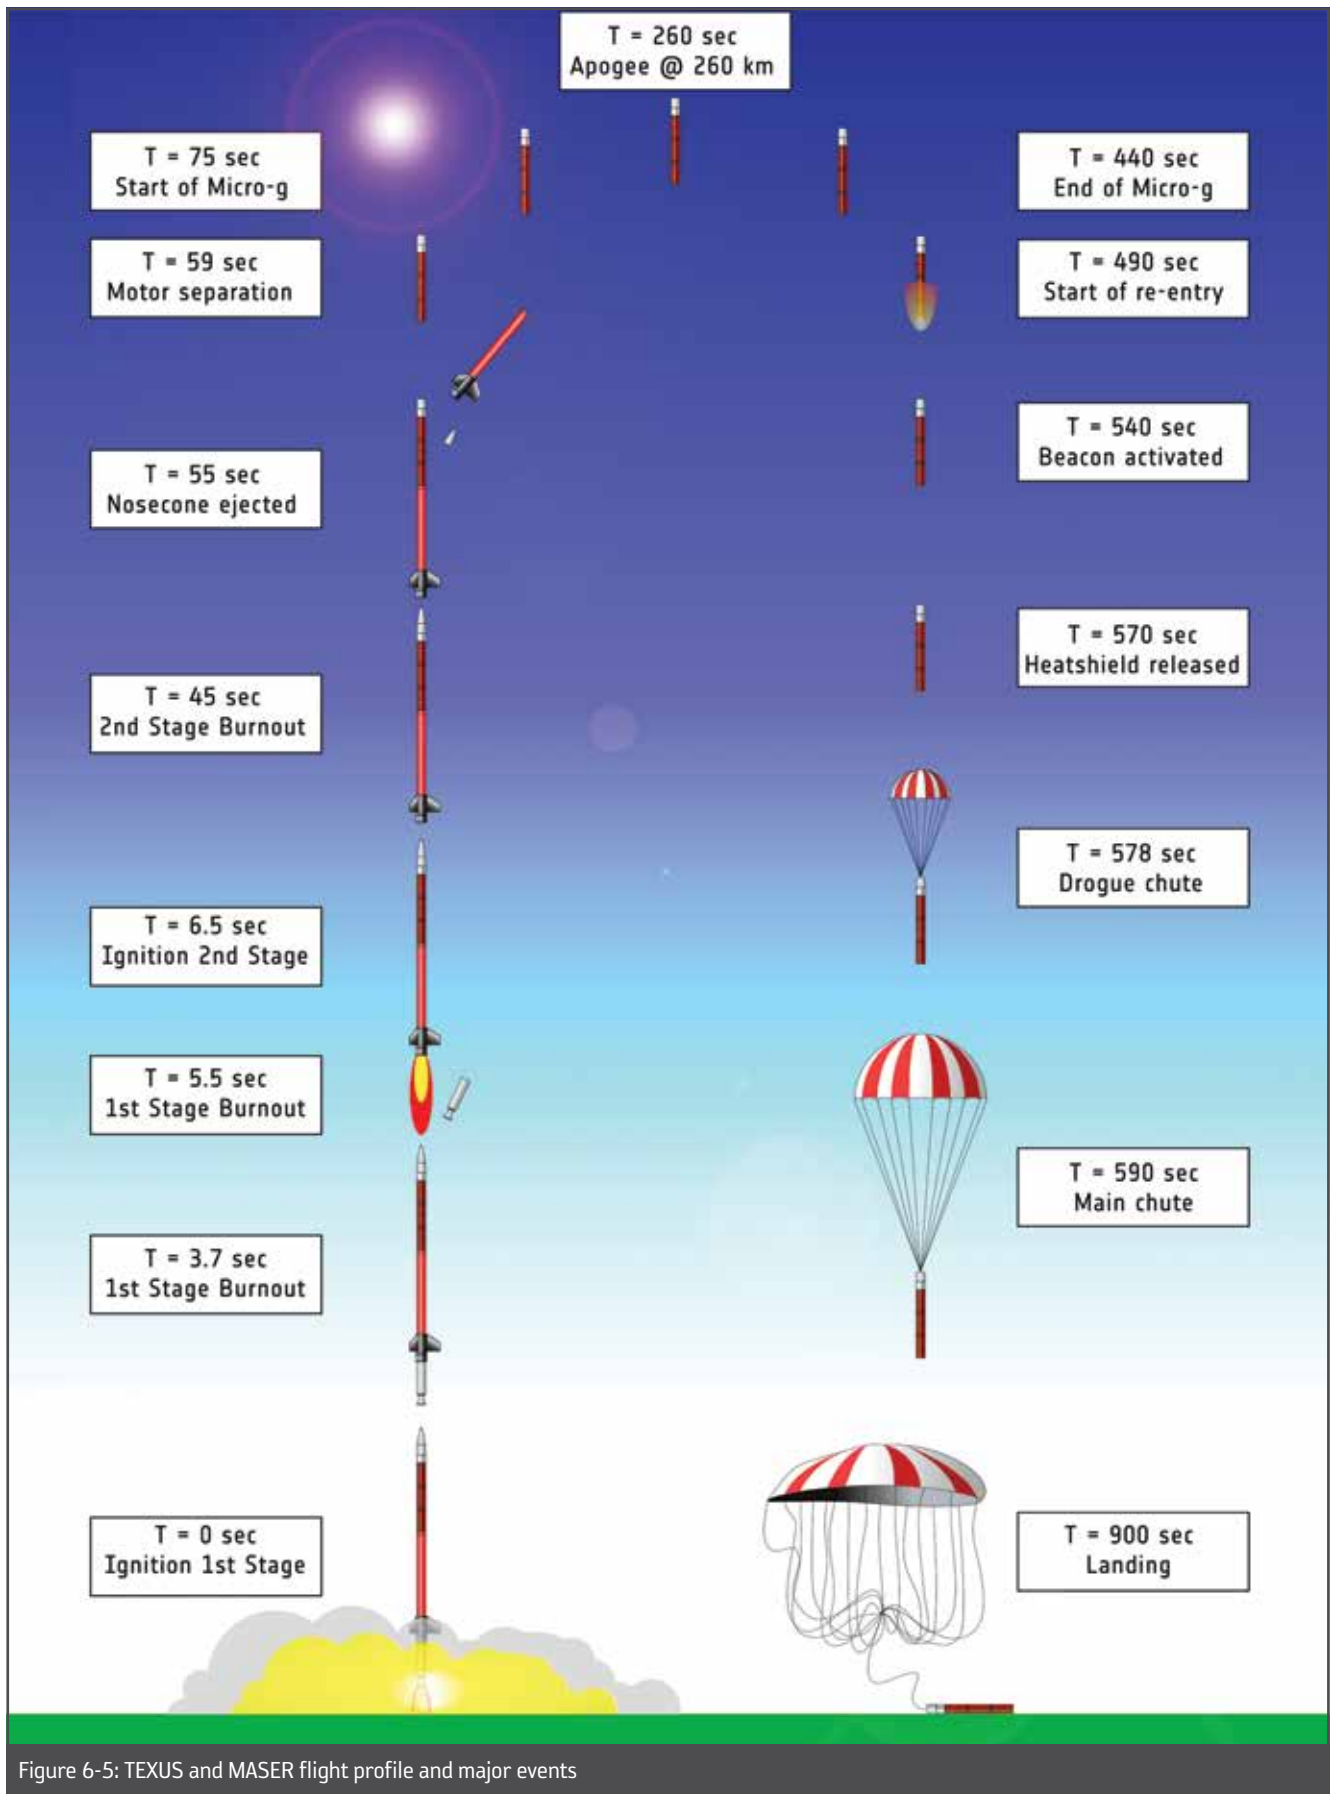 T = 260 sec
Apogee @ 260 km
T = 75 sec
Start of Micro-g
T = 59 sec
Motor separation
T = 55 sec
Nosecone ejected
T = 45 sec
2nd Stage Burnout
T = 6.5 sec
Ignition 2nd Stage
T = 5.5 sec
1st Stage Burnout
T = 3.7 sec
1st Stage Burnout
T = 0 sec
Ignition 1st Stage
T = 440 sec
End of Micro-g
T = 490 sec
Start of re-entry
T = 540 sec
Beacon activated
T = 570 sec
Heatshield released
T = 578 sec
Drogue chute
T = 590 sec
Main chute
T = 900 sec
Landing
Figure 6-5: TEXUS and MASER flight profile and major events